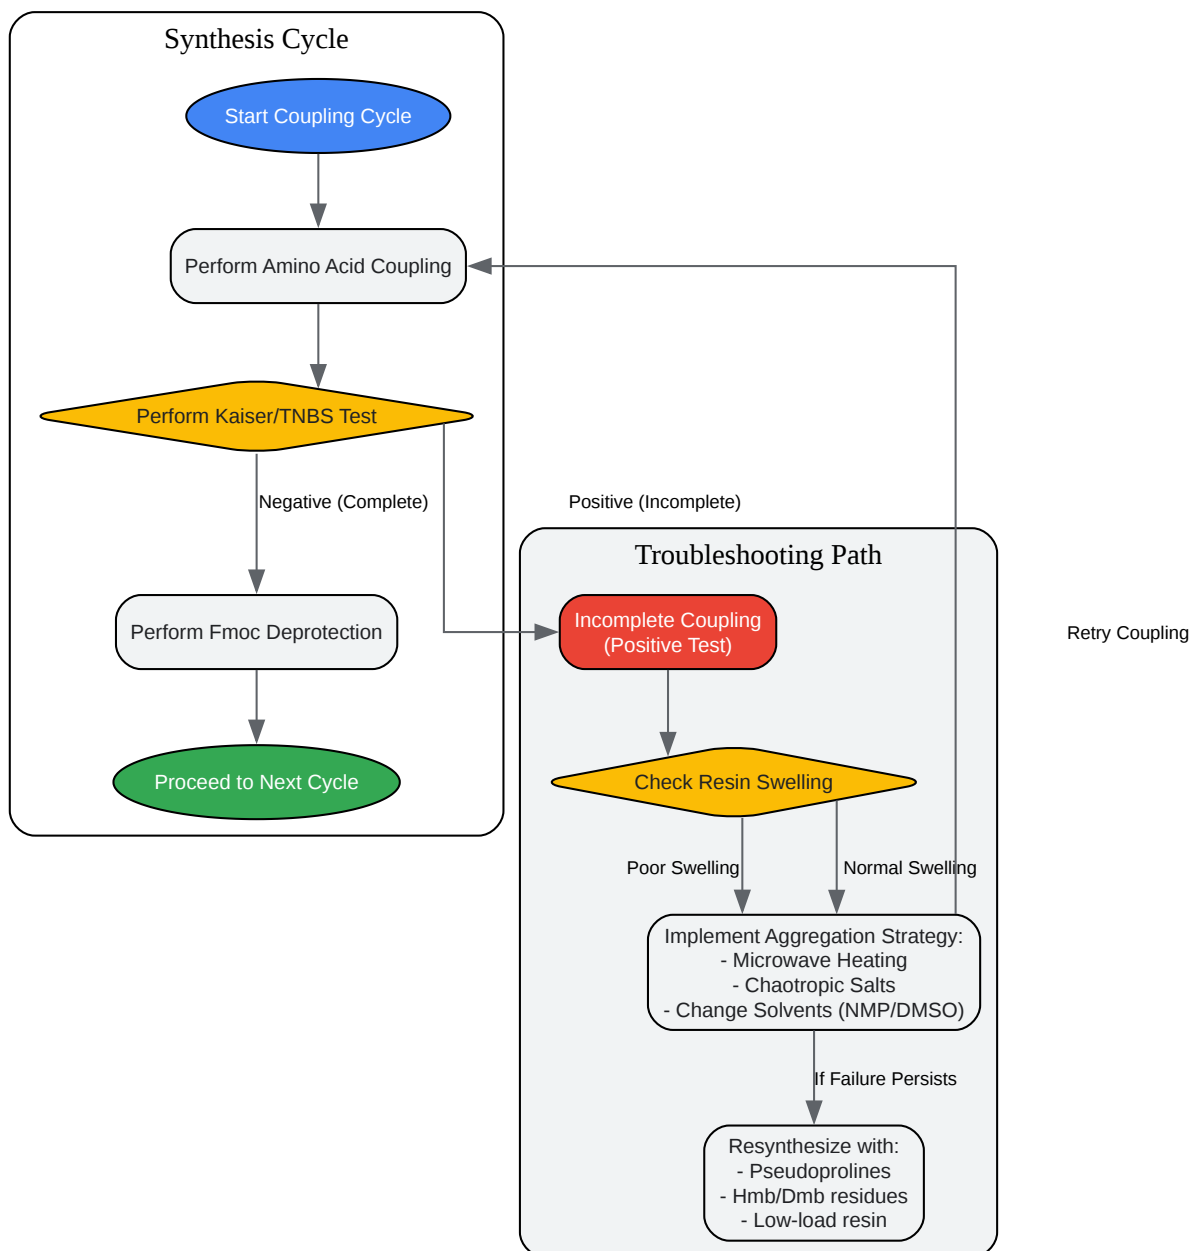 Synthesis Cycle
Start Coupling Cycle
Perform Amino Acid Coupling
Perform Kaiser/TNBS Test
Negative (Complete)
Positive (Incomplete)
Perform Fmoc Deprotection
Proceed to Next Cycle
Troubleshooting Path
Incomplete Coupling
(Positive Test)
Retry Coupling
Check Resin Swelling
Poor Swelling
Normal Swelling
Implement Aggregation Strategy:
- Microwave Heating
- Chaotropic Salts
- Change Solvents (NMP/DMSO)
If Failure Persists
Resynthesize with:
- Pseudoprolines
- Hmb/Dmb residues
- Low-load resin